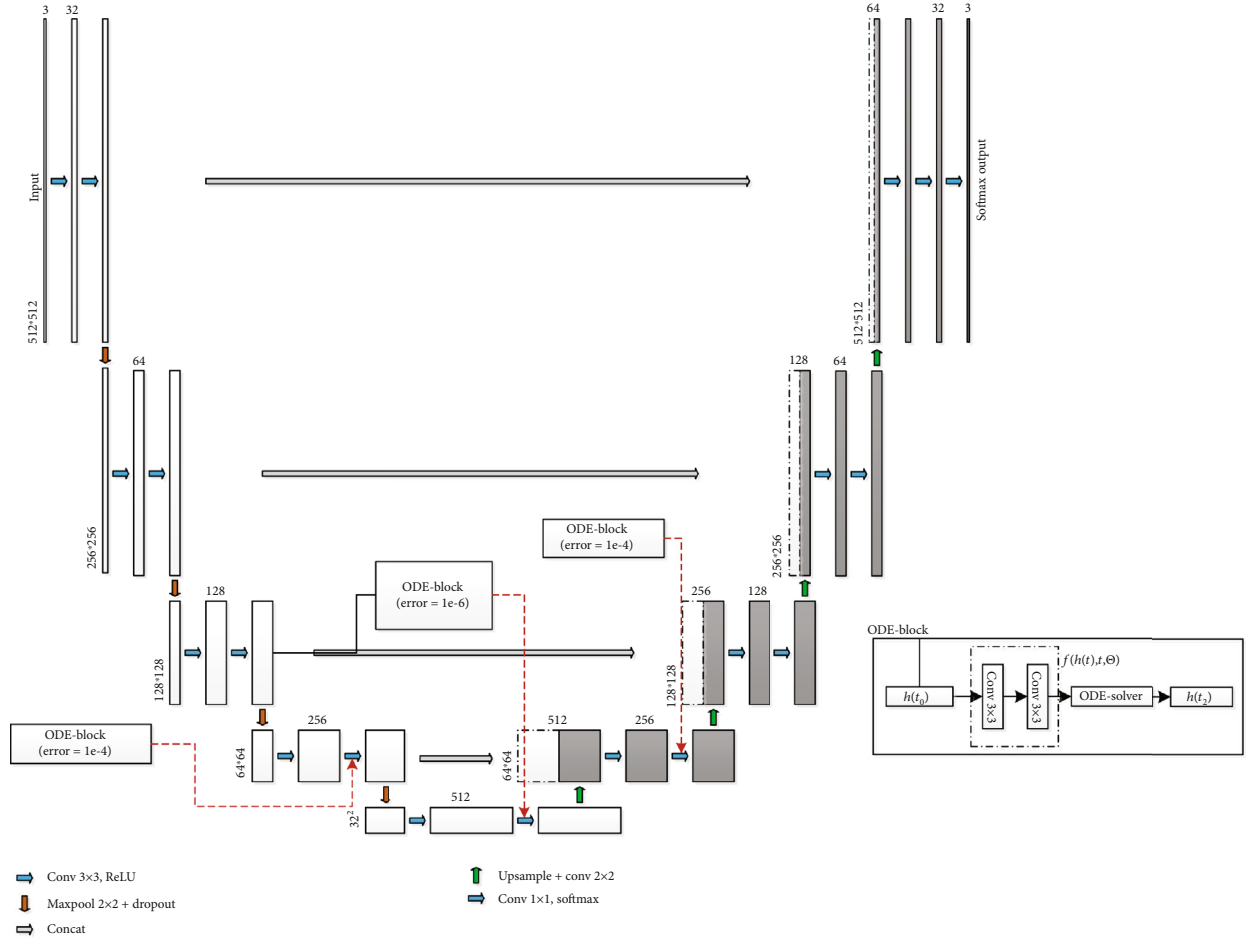 3
32
Input
512*512
64
32
3
Softmax output
512*512
64
256*256
128
64
256*256
128
128*128
ODE-block
(error = 1e-6)
ODE-block
(error = 1e-4)
256
128
128*128
ODE-block
(error = 1e-4)
256
64*64
512
256
64*64
512
32²
ODE-block
f(h(t),t,Θ)
h(t₀)
Conv 3×3
Conv 3×3
ODE-solver
h(t₂)
Conv 3×3, ReLU
Maxpool 2×2 + dropout
Concat
Upsample + conv 2×2
Conv 1×1, softmax